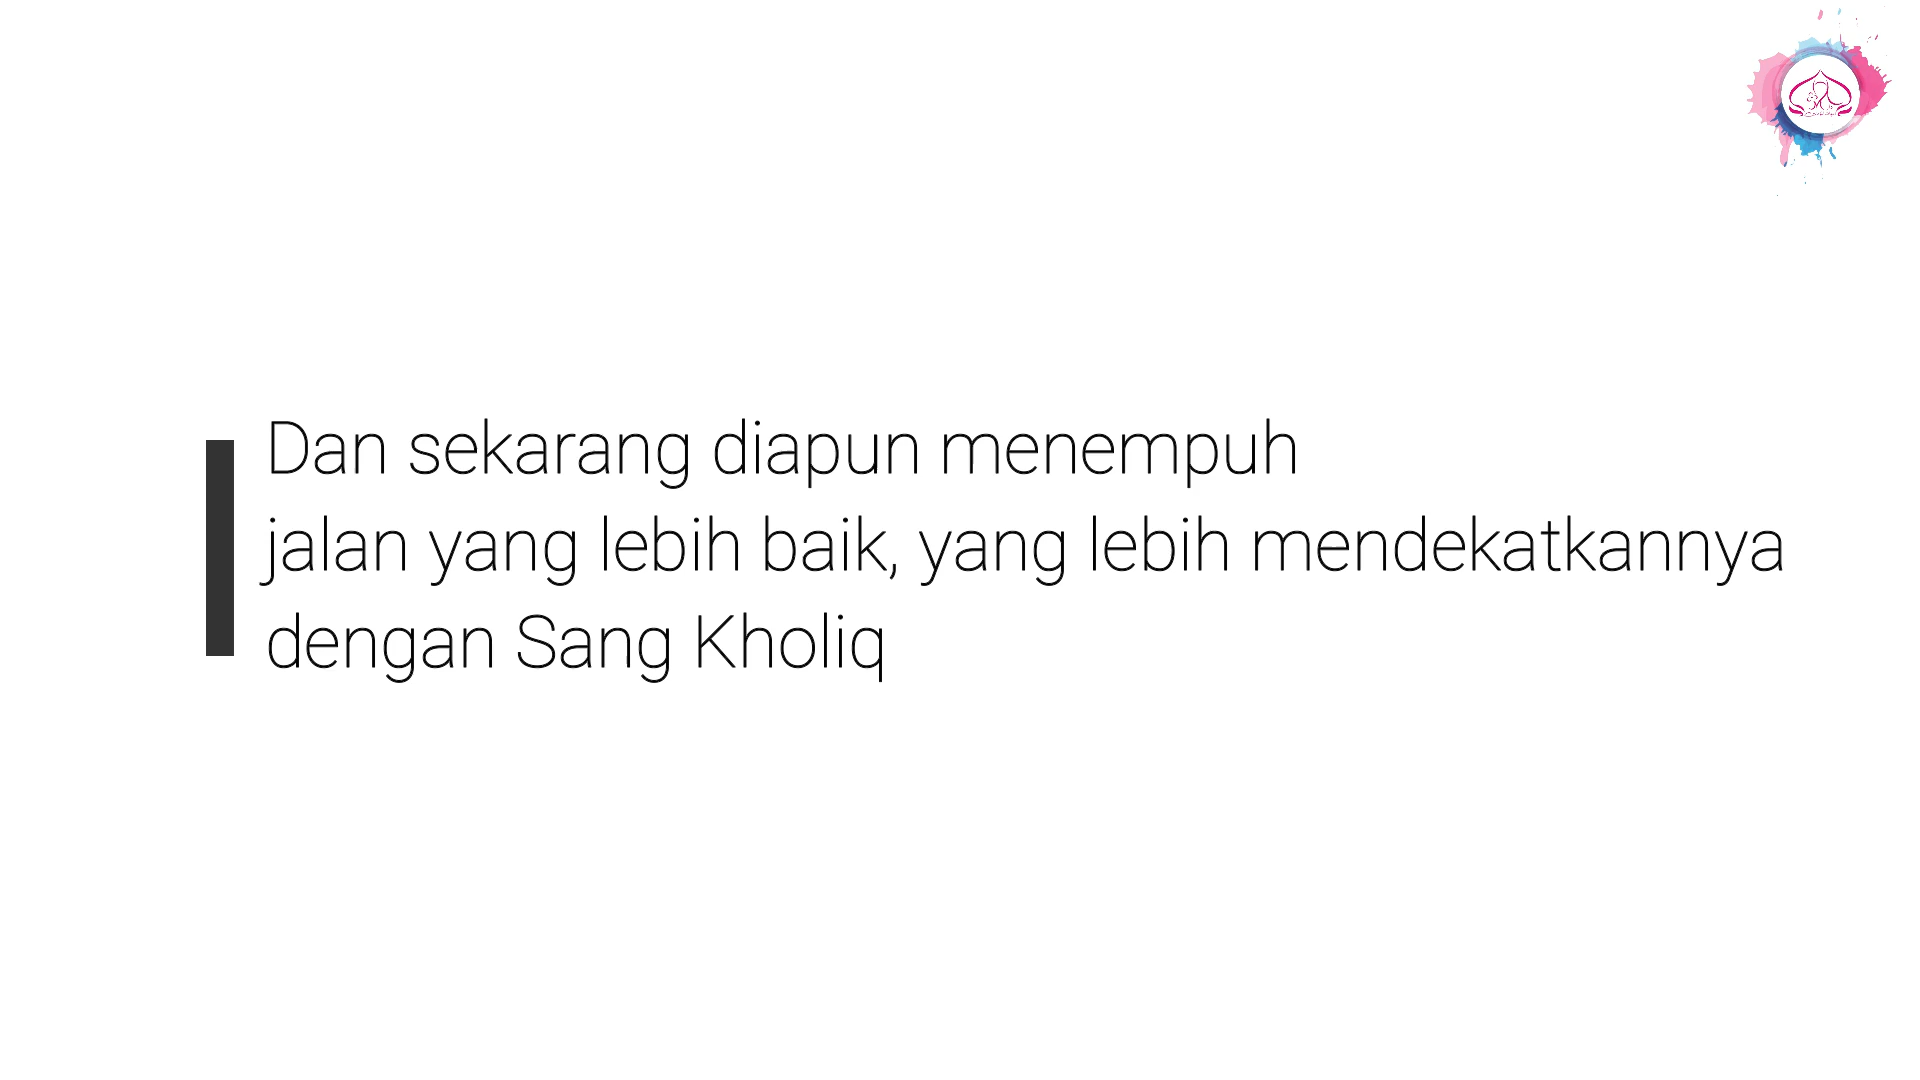 Dan sekarang diapun menempuh
jalan yang lebih baik, yang lebih mendekatkannya
dengan Sang Kholiq